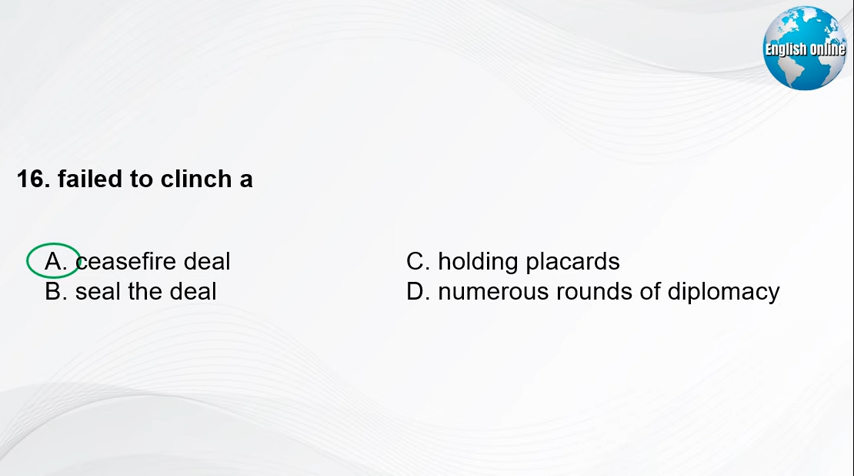 English Online
16. failed to clinch a
A. ceasefire deal
B. seal the deal
C. holding placards
D. numerous rounds of diplomacy